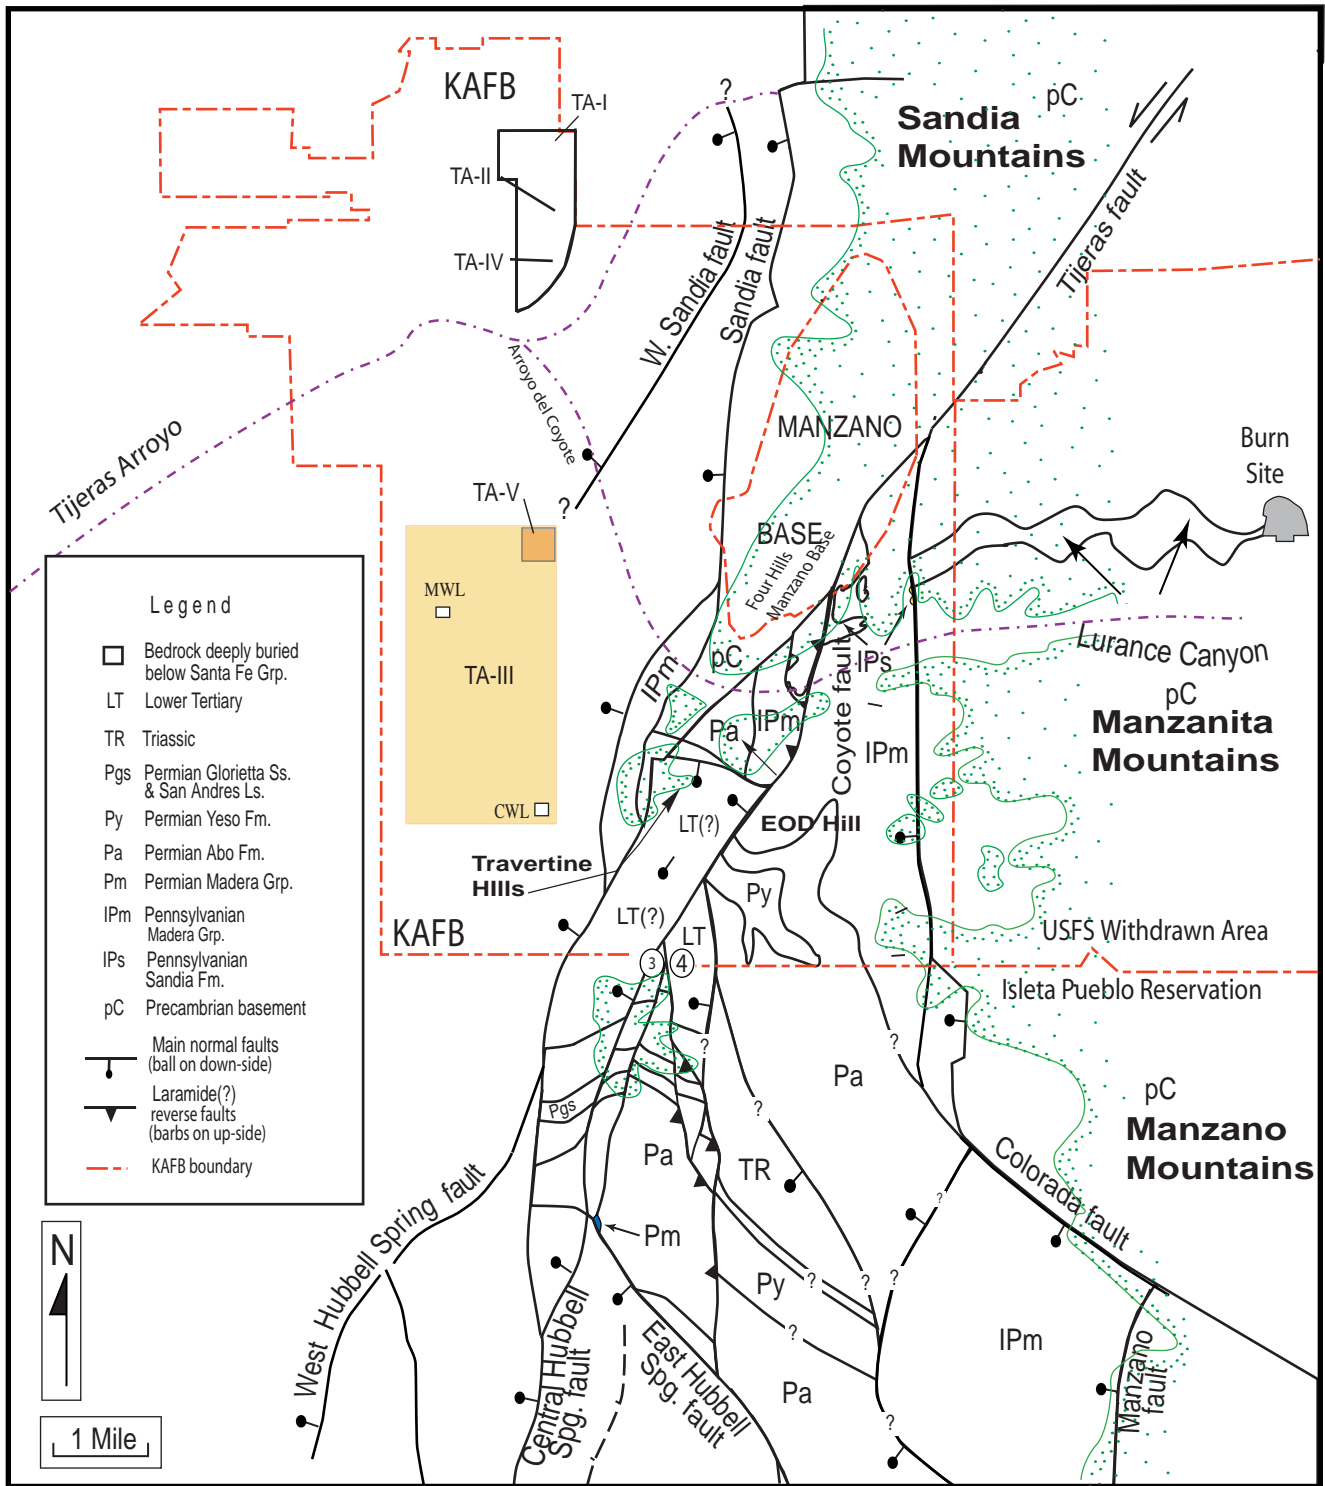 KAFB
TA-I
TA-II
TA-IV
?
pC
Sandia
Mountains
Tijeras fault
W. Sandia fault
Sandia fault
Arroyo del Coyote
Tijeras Arroyo
MANZANO
BASE
Four Hills
Manzano Base
Burn
Site
TA-V
?
MWL
TA-III
CWL
Legend
Bedrock deeply buried
below Santa Fe Grp.
LT Lower Tertiary
TR Triassic
Pgs Permian Glorietta Ss.
& San Andres Ls.
Py Permian Yeso Fm.
Pa Permian Abo Fm.
Pm Permian Madera Grp.
IPm Pennsylvanian
Madera Grp.
IPs Pennsylvanian
Sandia Fm.
pC Precambrian basement
Main normal faults
(ball on down-side)
Laramide(?)
reverse faults
(barbs on up-side)
KAFB boundary
N
1 Mile
IPm
pC
IPs
Lurance Canyon
pC
Manzanita
Mountains
Pa
IPm
Coyote fault
IPm
LT(?)
EOD Hill
Travertine
HIlls
Py
LT(?)
LT
KAFB
3
4
USFS Withdrawn Area
Isleta Pueblo Reservation
?
?
?
Pa
pC
Manzano
Mountains
Pgs
Pa
TR
Colorada fault
West Hubbell Spring fault
Pm
?
Py
?
?
?
?
IPm
Pa
Central Hubbell
Spg. fault
East Hubbell
Spg. fault
Manzano
fault
?